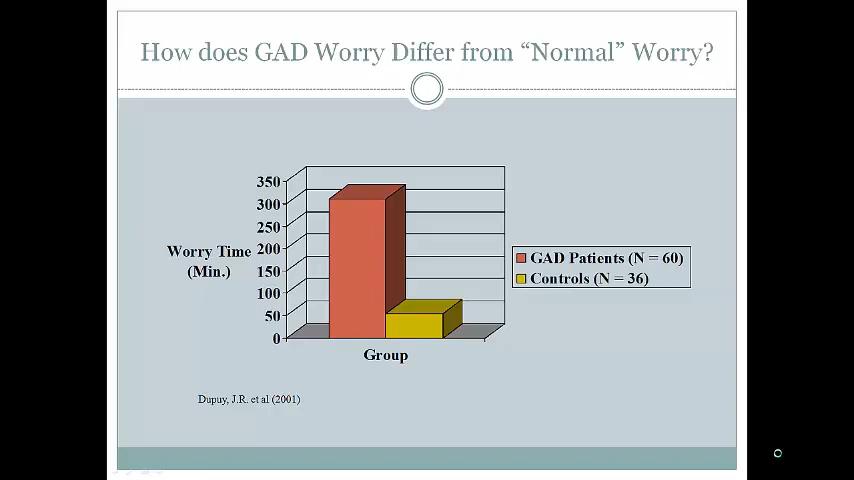 How does GAD Worry Differ from “Normal” Worry?
350
300
250
200
150
100
50
0
Worry Time
(Min.)
Group
GAD Patients (N = 60)
Controls (N = 36)
Dupuy, J.R. et al (2001)